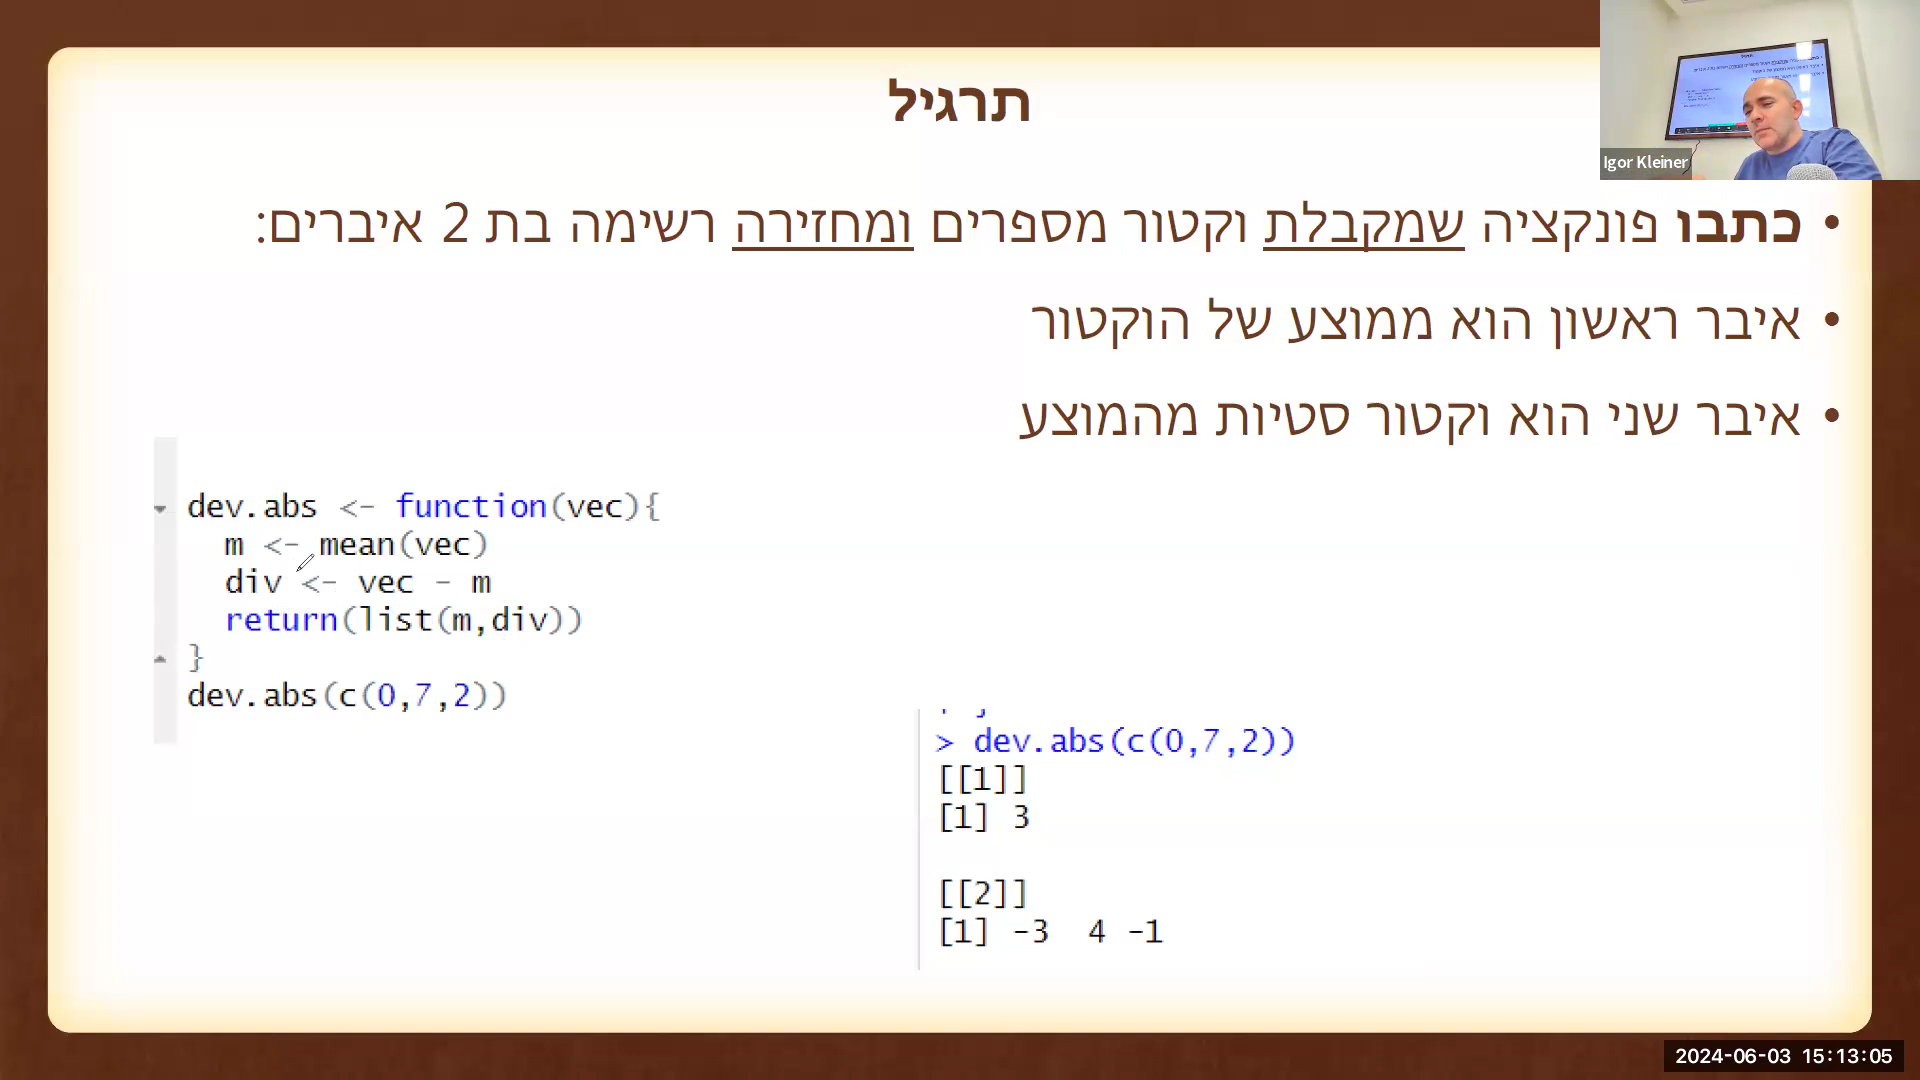 תרגיל
Igor Kleiner
• כתבו פונקציה שמקבלת וקטור מספרים ומחזירה רשימה בת 2 איברים:
• איבר ראשון הוא ממוצע של הוקטור
• איבר שני הוא וקטור סטיות מהמוצע
dev.abs <- function(vec){
m <- mean(vec)
div <- vec - m
return(list(m,div))
}
dev.abs(c(0,7,2))
> dev.abs(c(0,7,2))
[[1]]
[1] 3
[[2]]
[1] -3  4 -1
2024-06-03 15:13:05